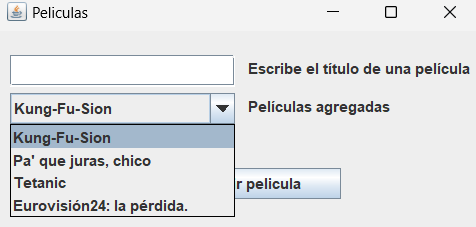 Peliculas
Escribe el título de una película
Kung-Fu-Sion
Películas agregadas
Kung-Fu-Sion
Pa' que juras, chico
Tetanic
Eurovisión24: la pérdida.
pelicula